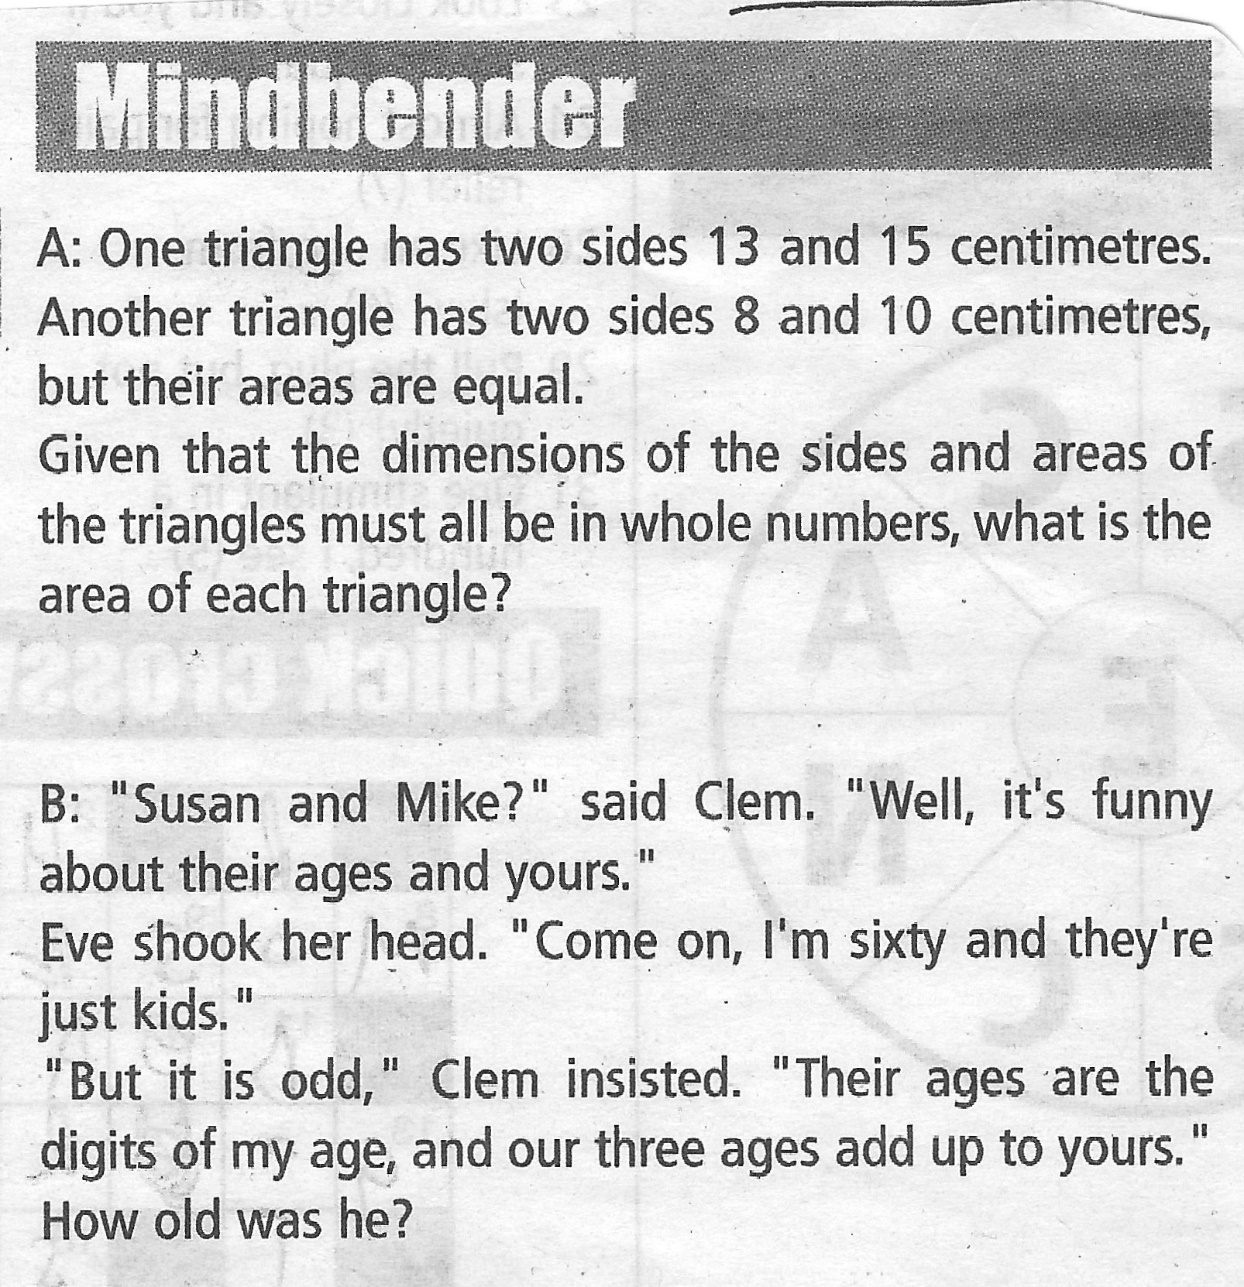 Mindbender
A: One triangle has two sides 13 and 15 centimetres.
Another triangle has two sides 8 and 10 centimetres,
but their areas are equal.
Given that the dimensions of the sides and areas of
the triangles must all be in whole numbers, what is the
area of each triangle?
B: "Susan and Mike?" said Clem. "Well, it's funny
about their ages and yours."
Eve shook her head. "Come on, I'm sixty and they're
just kids."
"But it is odd," Clem insisted. "Their ages are the
digits of my age, and our three ages add up to yours."
How old was he?